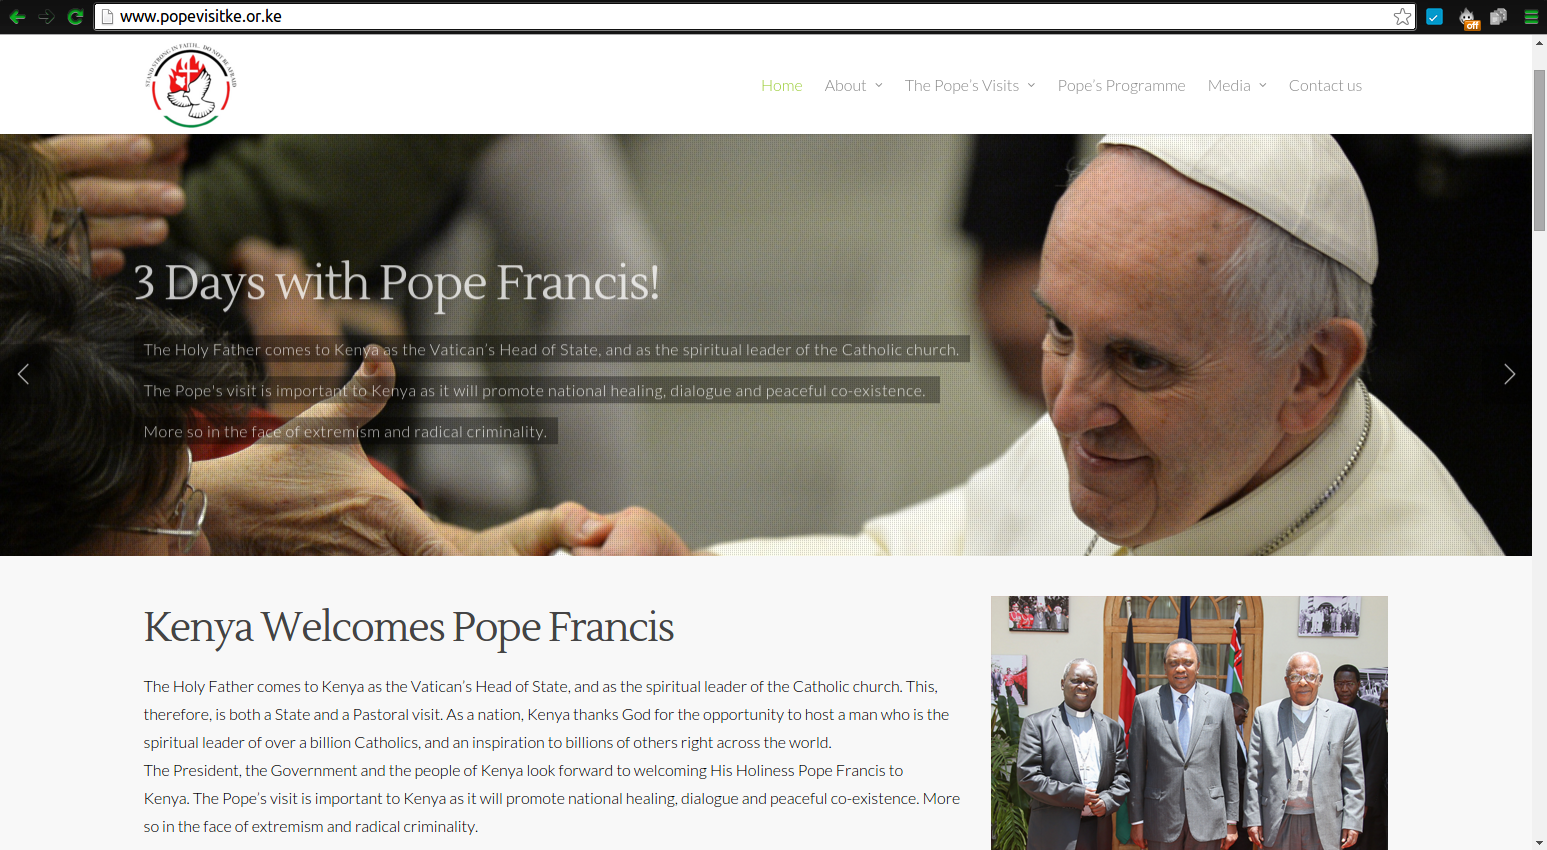 www.popevisitke.or.ke
off
STAND STRONG IN FAITH. DO NOT BE AFRAID
Home About The Pope's Visits Pope's Programme Media Contact us
3 Days with Pope Francis!
The Holy Father comes to Kenya as the Vatican's Head of State, and as the spiritual leader of the Catholic church.
The Pope's visit is important to Kenya as it will promote national healing, dialogue and peaceful co-existence.
More so in the face of extremism and radical criminality.
Kenya Welcomes Pope Francis
The Holy Father comes to Kenya as the Vatican's Head of State, and as the spiritual leader of the Catholic church. This,
therefore, is both a State and a Pastoral visit. As a nation, Kenya thanks God for the opportunity to host a man who is the
spiritual leader of over a billion Catholics, and an inspiration to billions of others right across the world.
The President, the Government and the people of Kenya look forward to welcoming His Holiness Pope Francis to
Kenya. The Pope's visit is important to Kenya as it will promote national healing, dialogue and peaceful co-existence. More
so in the face of extremism and radical criminality.